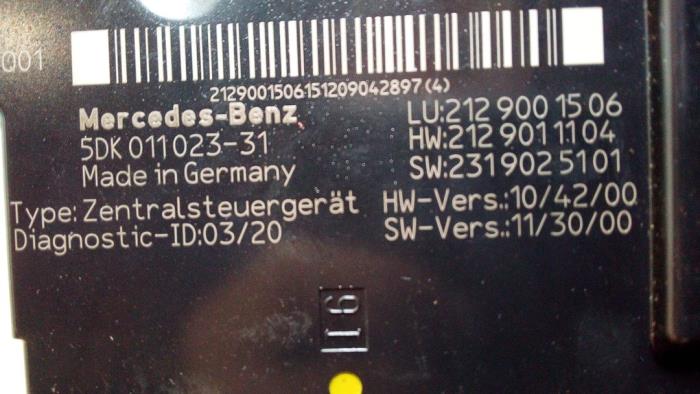 001
2129001506151209042897(4)
Mercedes-Benz LU:212 900 15 06
5DK 011 023-31 HW:212 901 11 04
Made in Germany SW:231 902 51 01
Type: Zentralsteuergerät HW-Vers.:10/42/00
Diagnostic-ID:03/20 SW-Vers.:11/30/00